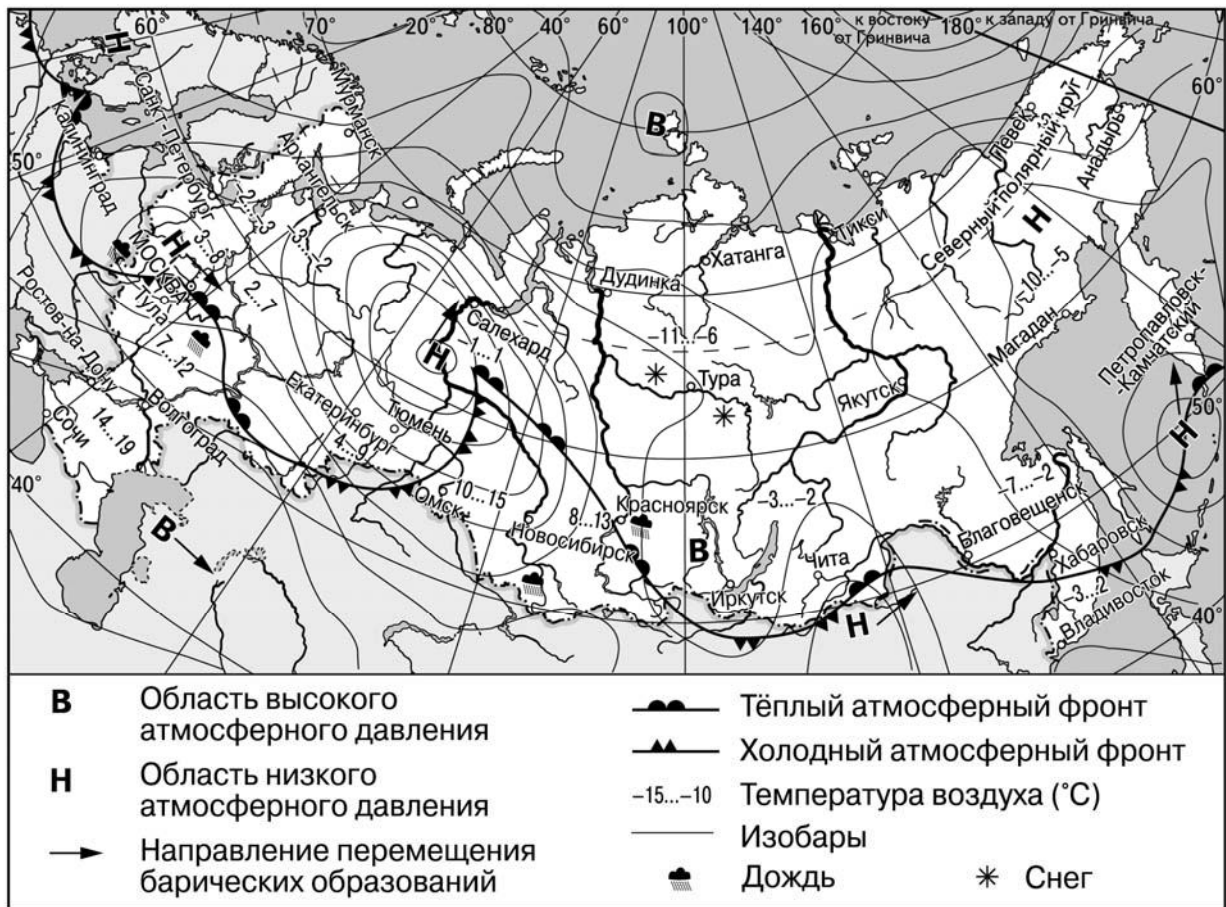 60° 70° 20° 80° 40° 60° 100° 140° 160° 180°
к востоку
от Гринвича
к западу от Гринвича
60°
50°
50°
40°
40°
Н
В
Н
Н
Н
В
В
Н
Н
Калининград
Санкт-Петербург
Мурманск
Архангельск
МОСКВА
Тула
Ростов-на-Дону
Волгоград
Сочи
Екатеринбург
Тюмень
Салехард
Омск
Новосибирск
Красноярск
Дудинка
Хатанга
Тикси
Тура
Якутск
Иркутск
Чита
Благовещенск
Хабаровск
Владивосток
Магадан
Певек
Анадырь
Северный полярный круг
Петропавловск-
-Камчатский
–2...3
–3...–2
3...8
2...7
7...12
14...19
–1...1
4...9
10...15
8...13
–11...–6
–3...–2
–7...–2
–3...2
–10...–5
В Область высокого
атмосферного давления
Н Область низкого
атмосферного давления
Направление перемещения
барических образований
Тёплый атмосферный фронт
Холодный атмосферный фронт
–15...–10 Температура воздуха (°С)
Изобары
Дождь
Снег